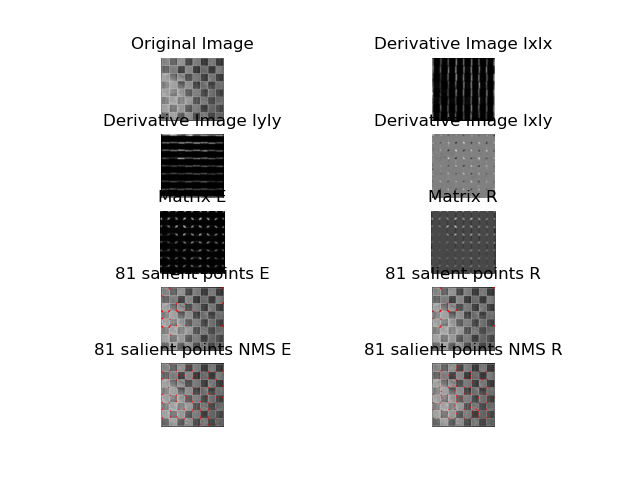 Original Image
Derivative Image IxIx
Derivative Image IyIy
Derivative Image IxIy
Matrix E
Matrix R
81 salient points E
81 salient points R
81 salient points NMS E
81 salient points NMS R